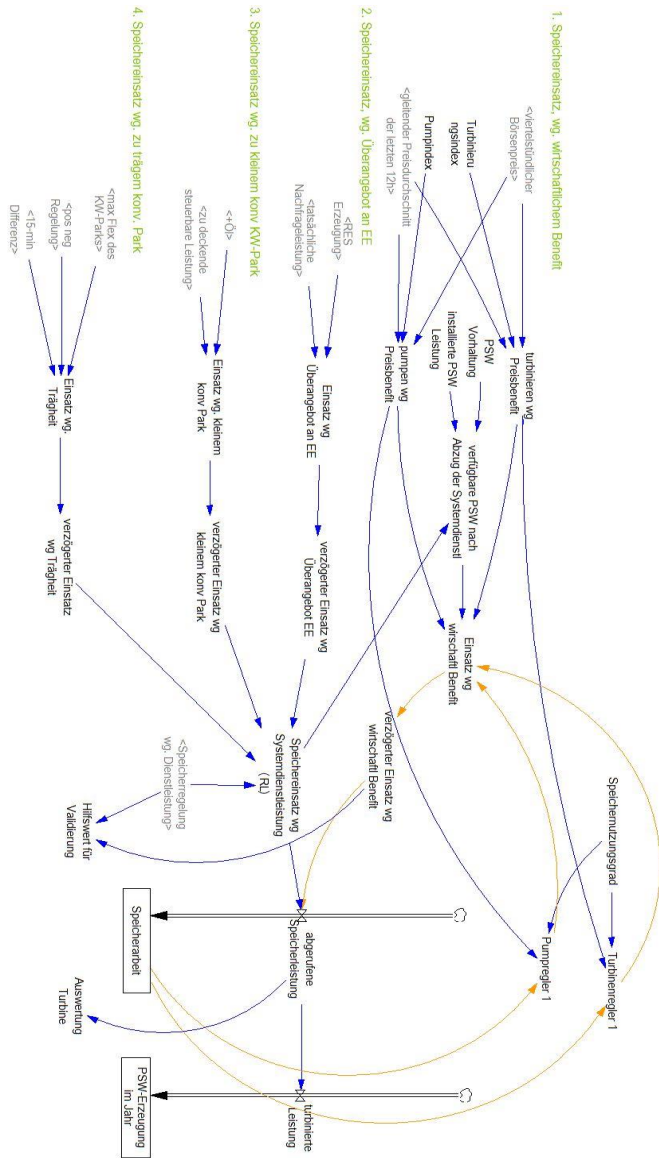 1. Speichereinsatz, wg. wirtschaftlichem Benefit
<viertelstündlicher
Börsenpreis>
Turbinieru
ngsindex
Pumpindex
<gleitender Preisdurchschnitt
der letzten 12h>
turbinieren wg
Preisbenefit
PSW
Vorhaltung
installierte PSW
Leistung
pumpen wg
Preisbenefit
verfügbare PSW nach
Abzug der Systemdienstl
Einsatz wg
wirschaftl Benefit
verzögerter Einsatz wg
wirtschaftl Benefit
Speichernutzungsgrad
Turbinenregler 1
Pumpregler 1
2. Speichereinsatz, wg. Überangebot an EE
<RES
Erzeugung>
<tatsächliche
Nachfrageleistung>
Einsatz wg
Überangebot an EE
verzögerter Einsatz wg
Überangebot EE
Speichereinsatz wg
Systemdienstleistung
(RL)
<Speicherregelung
wg. Dienstleistung>
Hilfswert für
Validierung
abgerufene
Speicherleistung
Speicherarbeit
Auswertung
Turbine
turbinierte
Leistung
PSW-Erzeugung
im Jahr
3. Speichereinsatz wg. zu kleinem konv KW-Park
<+Öl>
<zu deckende
steuerbare Leistung>
Einsatz wg. kleinem
konv Park
verzögerter Einsatz wg
kleinem konv Park
4. Speichereinsatz wg. zu trägem konv. Park
<max Flex des
KW-Parks>
<pos neg
Regelung>
<15-min
Differenz>
Einsatz wg.
Trägheit
verzögerter Einstatz
wg Trägheit